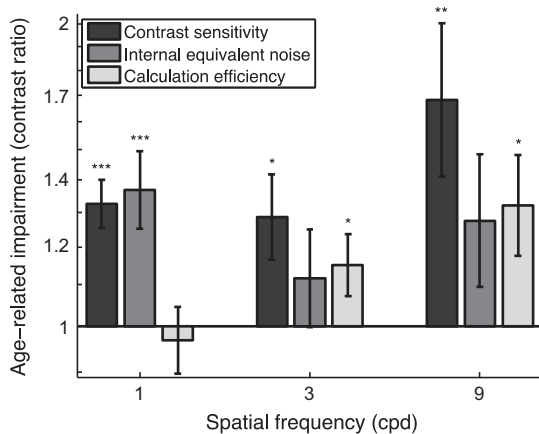 Contrast sensitivity
Internal equivalent noise
Calculation efficiency
Age-related impairment (contrast ratio)
2
1.7
1.4
1.2
1
***
***
*
*
**
*
1
3
9
Spatial frequency (cpd)